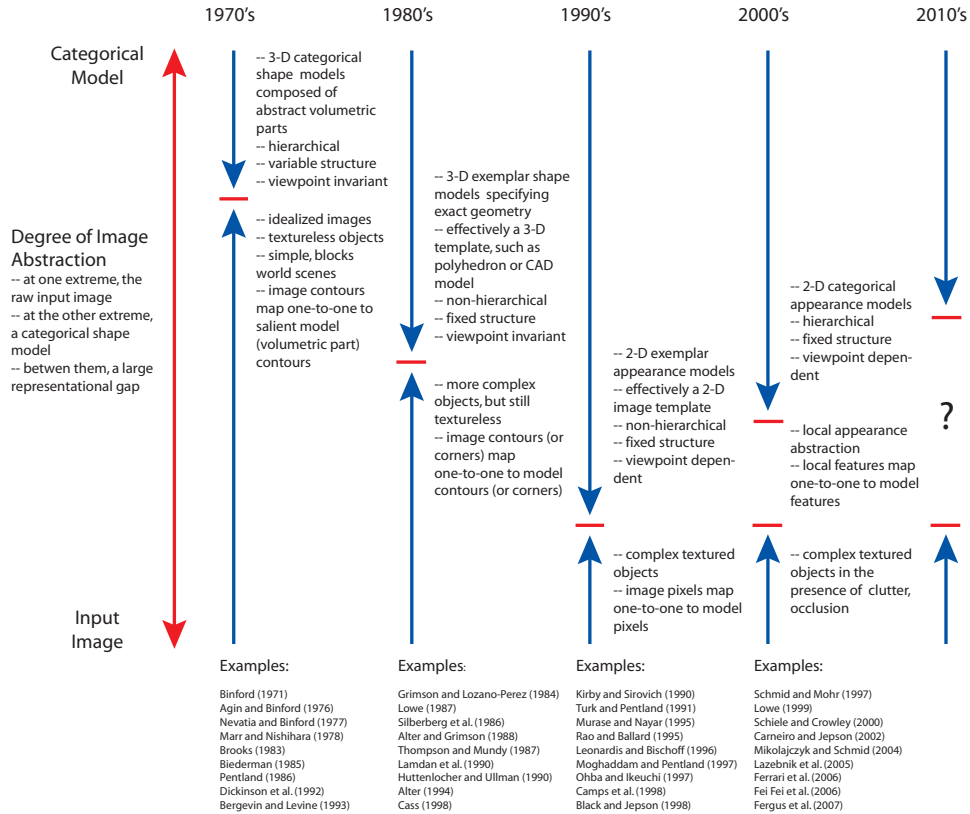 1970's
1980's
1990's
2000's
2010's
Categorical
Model
Degree of Image
Abstraction
-- at one extreme, the
raw input image
-- at the other extreme,
a categorical shape
model
-- betwen them, a large
representational gap
Input
Image
-- 3-D categorical
shape models
composed of
abstract volumetric
parts
-- hierarchical
-- variable structure
-- viewpoint invariant
-- idealized images
-- textureless objects
-- simple, blocks
world scenes
-- image contours
map one-to-one to
salient model
(volumetric part)
contours
-- 3-D exemplar shape
models specifying
exact geometry
-- effectively a 3-D
template, such as
polyhedron or CAD
model
-- non-hierarchical
-- fixed structure
-- viewpoint invariant
-- more complex
objects, but still
textureless
-- image contours (or
corners) map
one-to-one to model
contours (or corners)
-- 2-D exemplar
appearance models
-- effectively a 2-D
image template
-- non-hierarchical
-- fixed structure
-- viewpoint depen-
dent
-- complex textured
objects
-- image pixels map
one-to-one to model
pixels
-- 2-D categorical
appearance models
-- hierarchical
-- fixed structure
-- viewpoint depen-
dent
-- local appearance
abstraction
-- local features map
one-to-one to model
features
-- complex textured
objects in the
presence of clutter,
occlusion
?
Examples:
Binford (1971)
Agin and Binford (1976)
Nevatia and Binford (1977)
Marr and Nishihara (1978)
Brooks (1983)
Biederman (1985)
Pentland (1986)
Dickinson et al. (1992)
Bergevin and Levine (1993)
Examples:
Grimson and Lozano-Perez (1984)
Lowe (1987)
Silberberg et al. (1986)
Alter and Grimson (1988)
Thompson and Mundy (1987)
Lamdan et al. (1990)
Huttenlocher and Ullman (1990)
Alter (1994)
Cass (1998)
Examples:
Kirby and Sirovich (1990)
Turk and Pentland (1991)
Murase and Nayar (1995)
Rao and Ballard (1995)
Leonardis and Bischoff (1996)
Moghaddam and Pentland (1997)
Ohba and Ikeuchi (1997)
Camps et al. (1998)
Black and Jepson (1998)
Examples:
Schmid and Mohr (1997)
Lowe (1999)
Schiele and Crowley (2000)
Carneiro and Jepson (2002)
Mikolajczyk and Schmid (2004)
Lazebnik et al. (2005)
Ferrari et al. (2006)
Fei Fei et al. (2006)
Fergus et al. (2007)